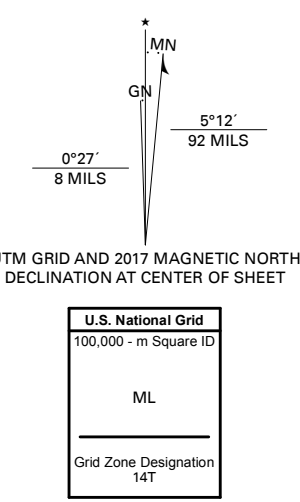 ★
MN
GN
5°12´
92 MILS
0°27´
8 MILS
UTM GRID AND 2017 MAGNETIC NORTH
DECLINATION AT CENTER OF SHEET
U.S. National Grid
100,000 - m Square ID
ML
Grid Zone Designation
14T